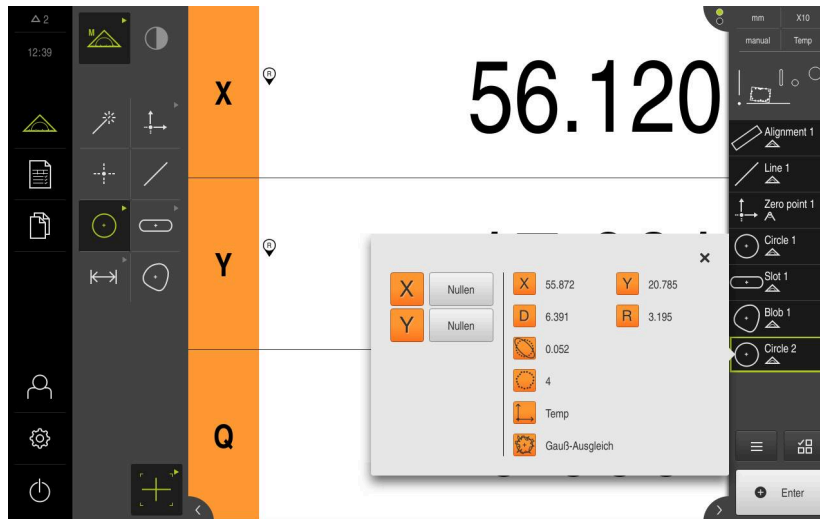 2
12:39
M
X
R
56.120
Y
R
Q
X
Nullen
Y
Nullen
X
55.872
Y
20.785
D
6.391
R
3.195
0.052
4
Temp
Gauß-Ausgleich
mm
X10
manual
Temp
Alignment 1
Line 1
Zero point 1
Circle 1
Slot 1
Blob 1
Circle 2
Enter